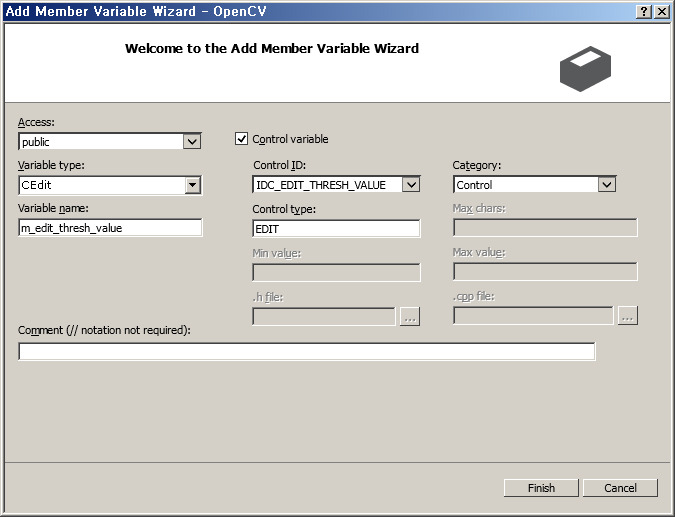 Add Member Variable Wizard - OpenCV
Welcome to the Add Member Variable Wizard
Access:
public
Control variable
Variable type:
Control ID:
Category:
CEdit
IDC_EDIT_THRESH_VALUE
Control
Variable name:
Control type:
Max chars:
m_edit_thresh_value
EDIT
Min value:
Max value:
.h file:
.cpp file:
...
...
Comment (// notation not required):
Finish
Cancel